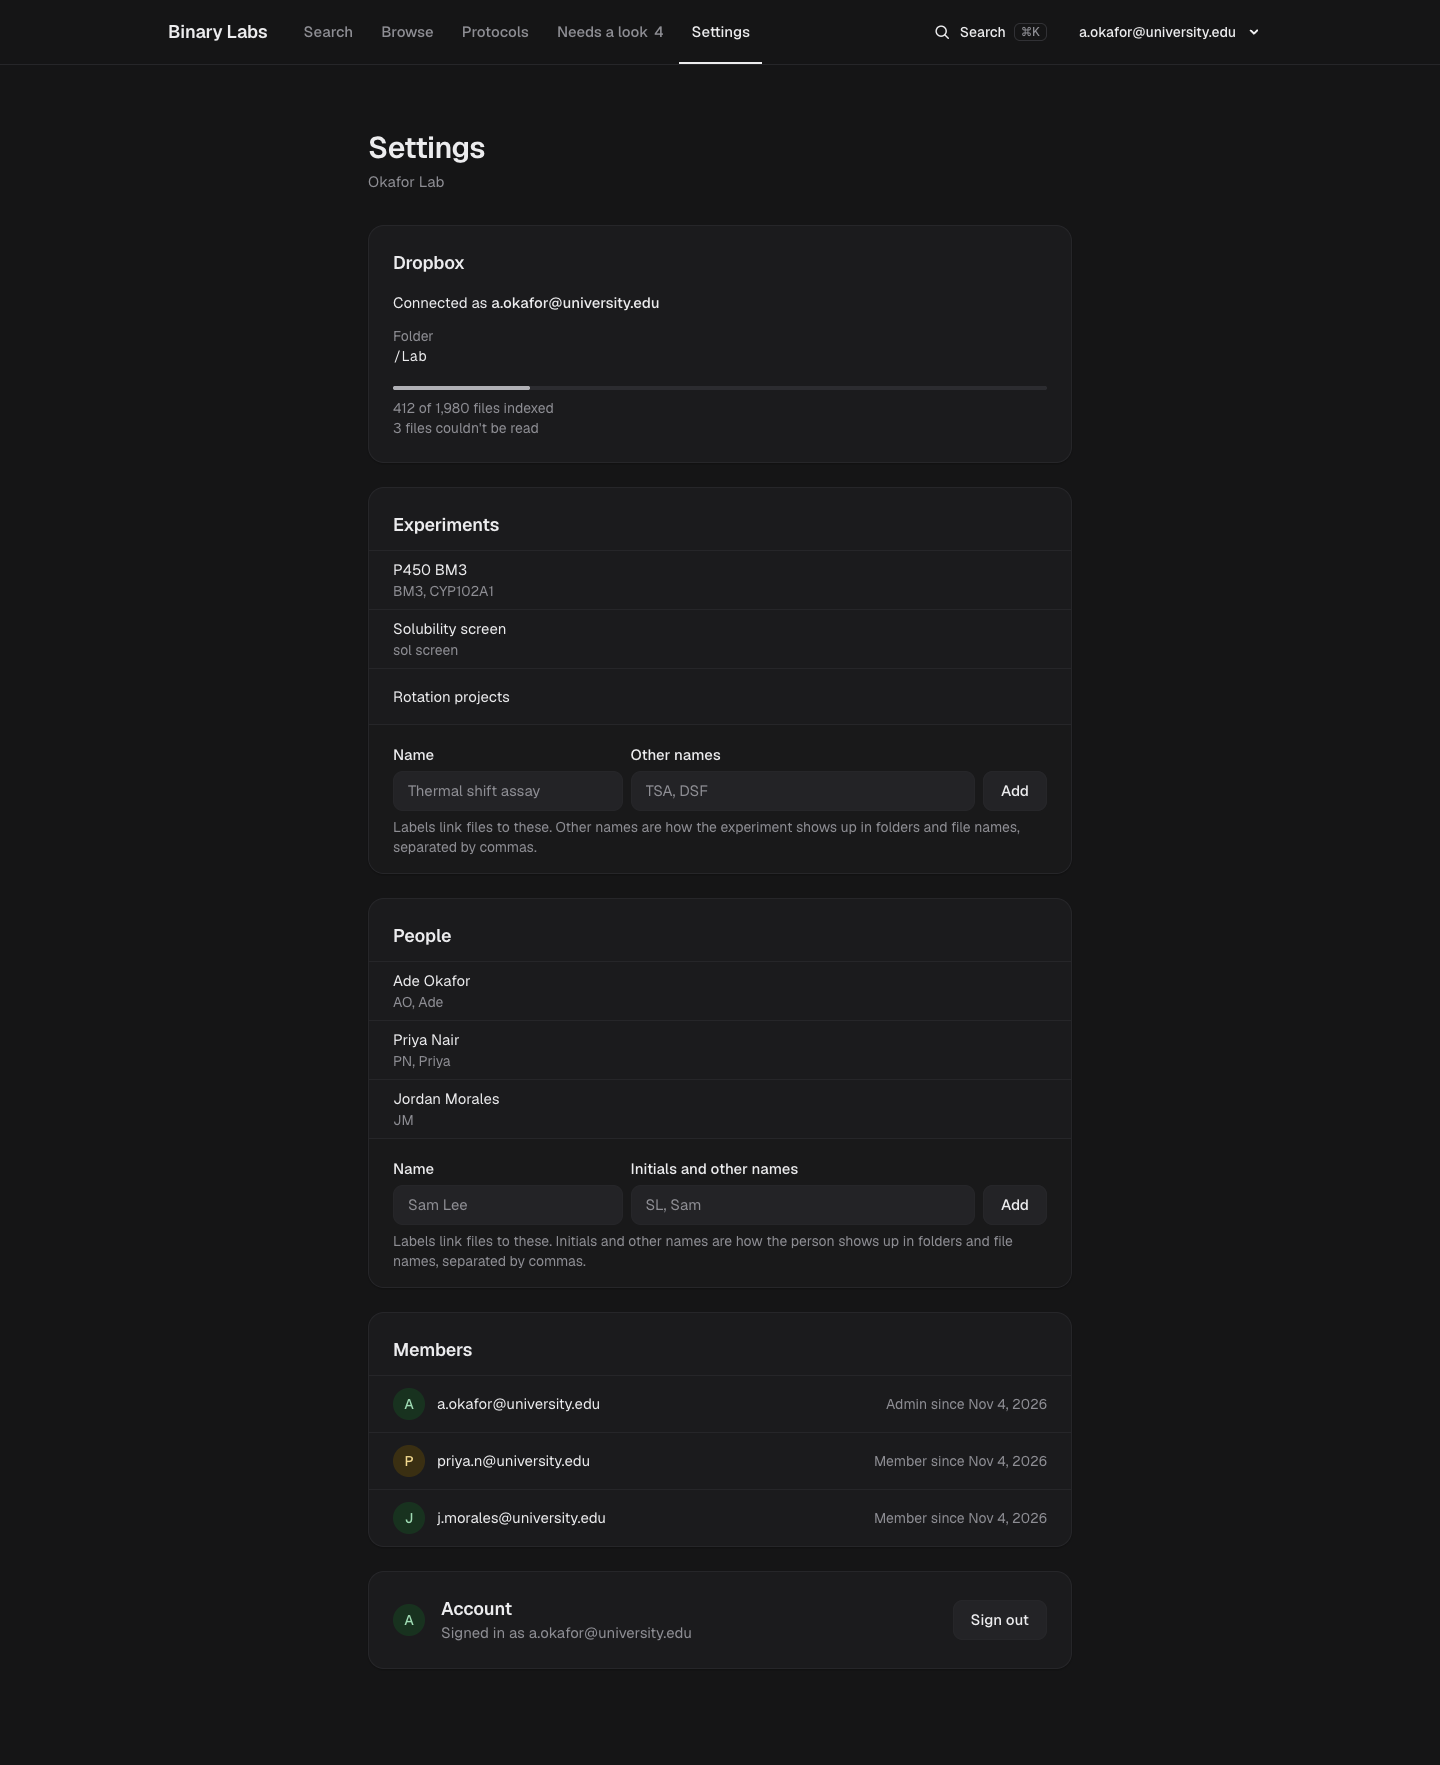 Binary Labs Search Browse Protocols Needs a look 4 Settings Search ⌘K a.okafor@university.edu
Settings
Okafor Lab
Dropbox
Connected as a.okafor@university.edu
Folder
/Lab
412 of 1,980 files indexed
3 files couldn't be read
Experiments
P450 BM3
BM3, CYP102A1
Solubility screen
sol screen
Rotation projects
Name Other names
Thermal shift assay TSA, DSF Add
Labels link files to these. Other names are how the experiment shows up in folders and file names,
separated by commas.
People
Ade Okafor
AO, Ade
Priya Nair
PN, Priya
Jordan Morales
JM
Name Initials and other names
Sam Lee SL, Sam Add
Labels link files to these. Initials and other names are how the person shows up in folders and file
names, separated by commas.
Members
A a.okafor@university.edu Admin since Nov 4, 2026
P priya.n@university.edu Member since Nov 4, 2026
J j.morales@university.edu Member since Nov 4, 2026
Account
A Signed in as a.okafor@university.edu Sign out